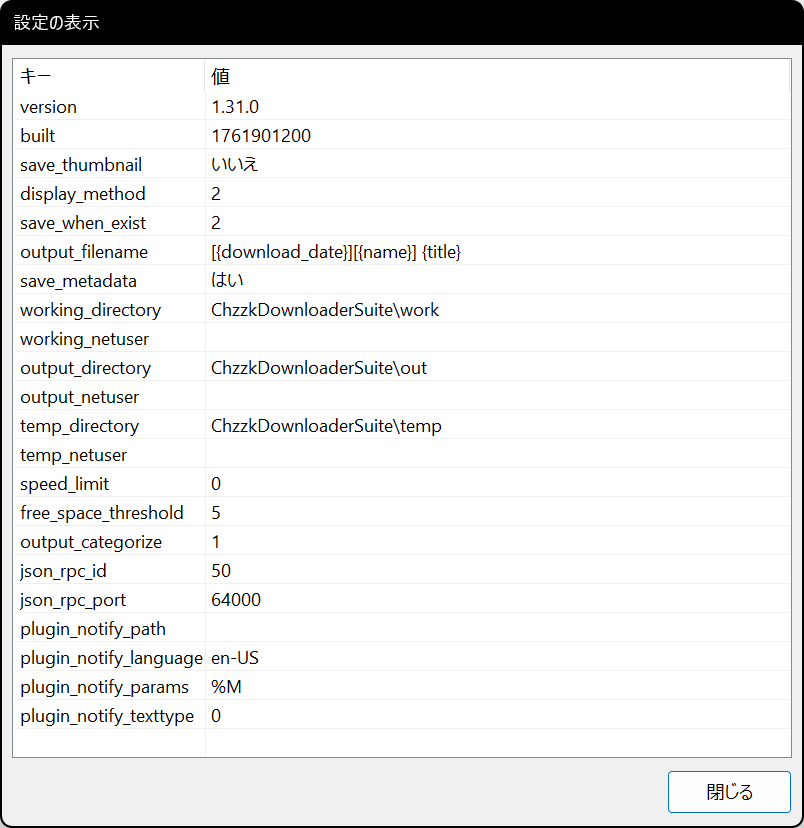 設定の表示
キー 値
version 1.31.0
built 1761901200
save_thumbnail いいえ
display_method 2
save_when_exist 2
output_filename [{download_date}][{name}] {title}
save_metadata はい
working_directory ChzzkDownloaderSuite\work
working_netuser
output_directory ChzzkDownloaderSuite\out
output_netuser
temp_directory ChzzkDownloaderSuite\temp
temp_netuser
speed_limit 0
free_space_threshold 5
output_categorize 1
json_rpc_id 50
json_rpc_port 64000
plugin_notify_path
plugin_notify_language en-US
plugin_notify_params %M
plugin_notify_texttype 0
閉じる